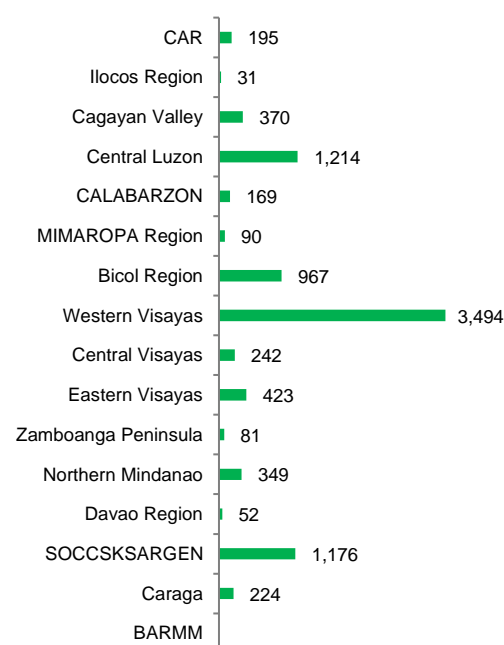 CAR 195
Ilocos Region 31
Cagayan Valley 370
Central Luzon 1,214
CALABARZON 169
MIMAROPA Region 90
Bicol Region 967
Western Visayas 3,494
Central Visayas 242
Eastern Visayas 423
Zamboanga Peninsula 81
Northern Mindanao 349
Davao Region 52
SOCCSKSARGEN 1,176
Caraga 224
BARMM